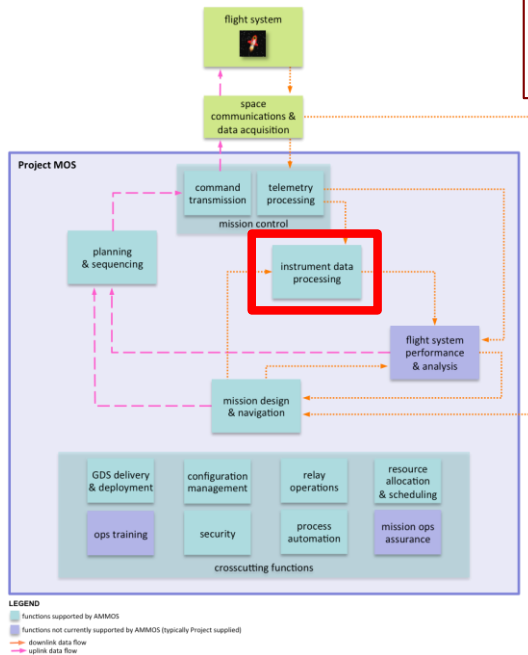 flight system
space
communications &
data acquisition
Project MOS
command
transmission
telemetry
processing
mission control
planning
& sequencing
instrument data
processing
flight system
performance
& analysis
mission design
& navigation
GDS delivery
& deployment
configuration
management
relay
operations
resource
allocation
& scheduling
ops training
security
process
automation
mission ops
assurance
crosscutting functions
LEGEND
functions supported by AMMOS
functions not currently supported by AMMOS (typically Project supplied)
downlink data flow
uplink data flow